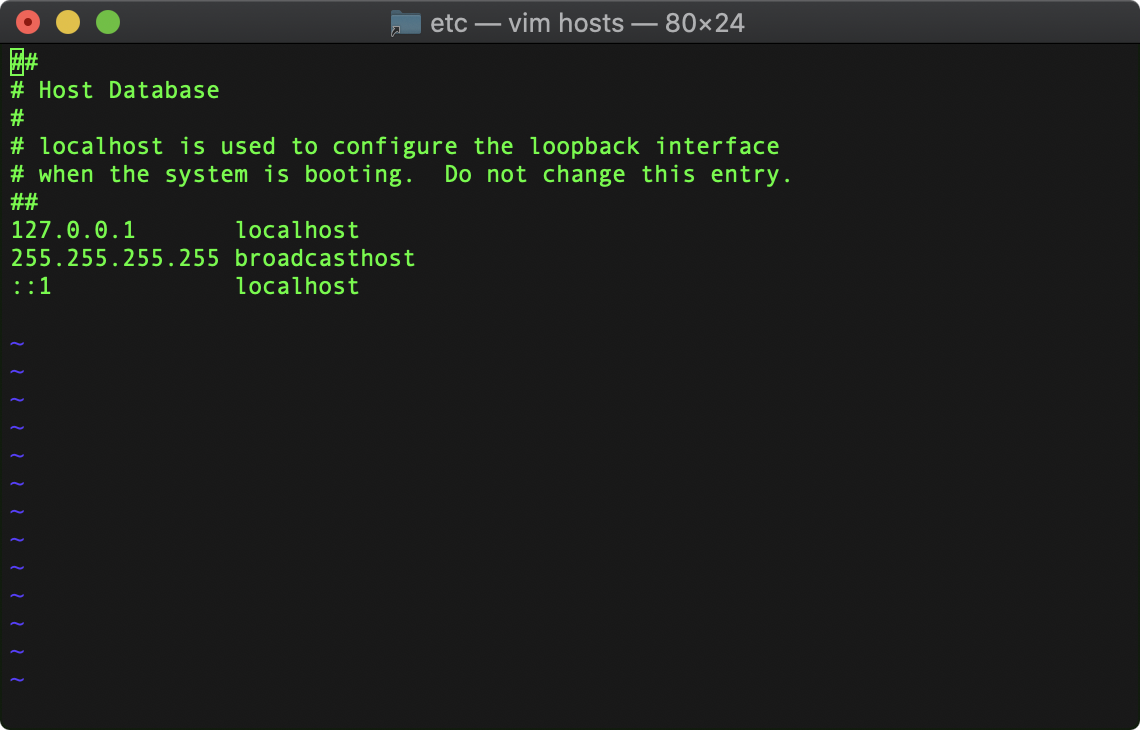 etc — vim hosts — 80×24
##
# Host Database
#
# localhost is used to configure the loopback interface
# when the system is booting.  Do not change this entry.
##
127.0.0.1       localhost
255.255.255.255 broadcasthost
::1             localhost
~
~
~
~
~
~
~
~
~
~
~
~
~